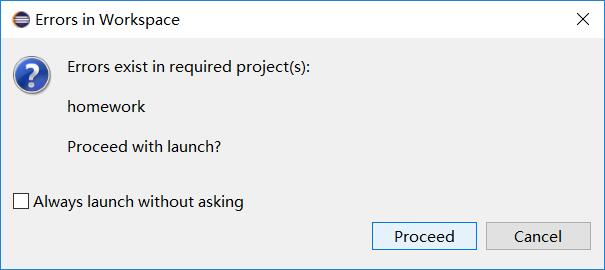 Errors in Workspace
Errors exist in required project(s):
homework
Proceed with launch?
Always launch without asking
Proceed
Cancel